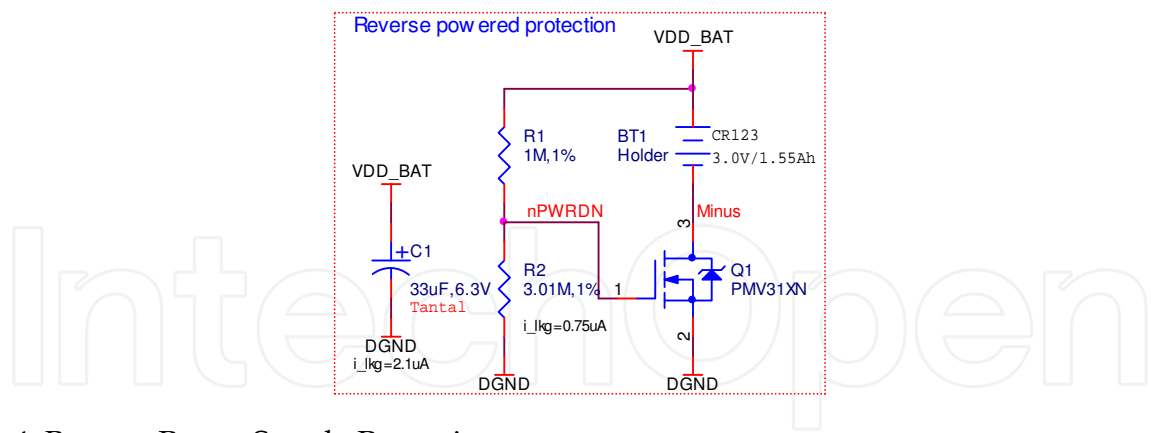 Reverse powered protection
VDD_BAT
R1
1M,1%
BT1
Holder
CR123
3.0V/1.55Ah
VDD_BAT
nPWRDN
Minus
3
+C1
33uF,6.3V
Tantal
R2
3.01M,1%
1
Q1
PMV31XN
i_lkg=0.75uA
2
DGND
i_lkg=2.1uA
DGND
DGND
IntechOpen